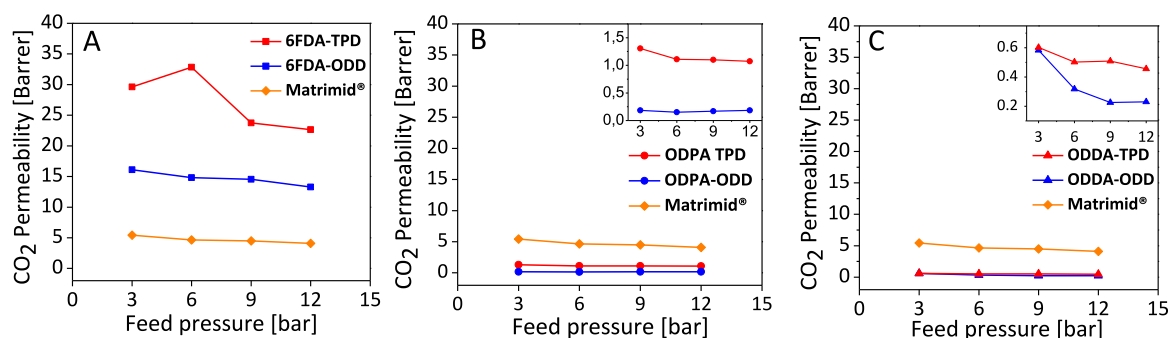 A
CO2 Permeability [Barrer]
40
35
30
25
20
15
10
5
0
0 3 6 9 12 15
Feed pressure [bar]
6FDA-TPD
6FDA-ODD
Matrimid®
B
CO2 Permeability [Barrer]
40
35
30
25
20
15
10
5
0
0 3 6 9 12 15
Feed pressure [bar]
1,5
1,0
0,5
0,0
3 6 9 12
ODPA TPD
ODPA-ODD
Matrimid®
C
CO2 Permeability [Barrer]
40
35
30
25
20
15
10
5
0
0 3 6 9 12 15
Feed pressure [bar]
0.6
0.4
0.2
3 6 9 12
ODDA-TPD
ODDA-ODD
Matrimid®